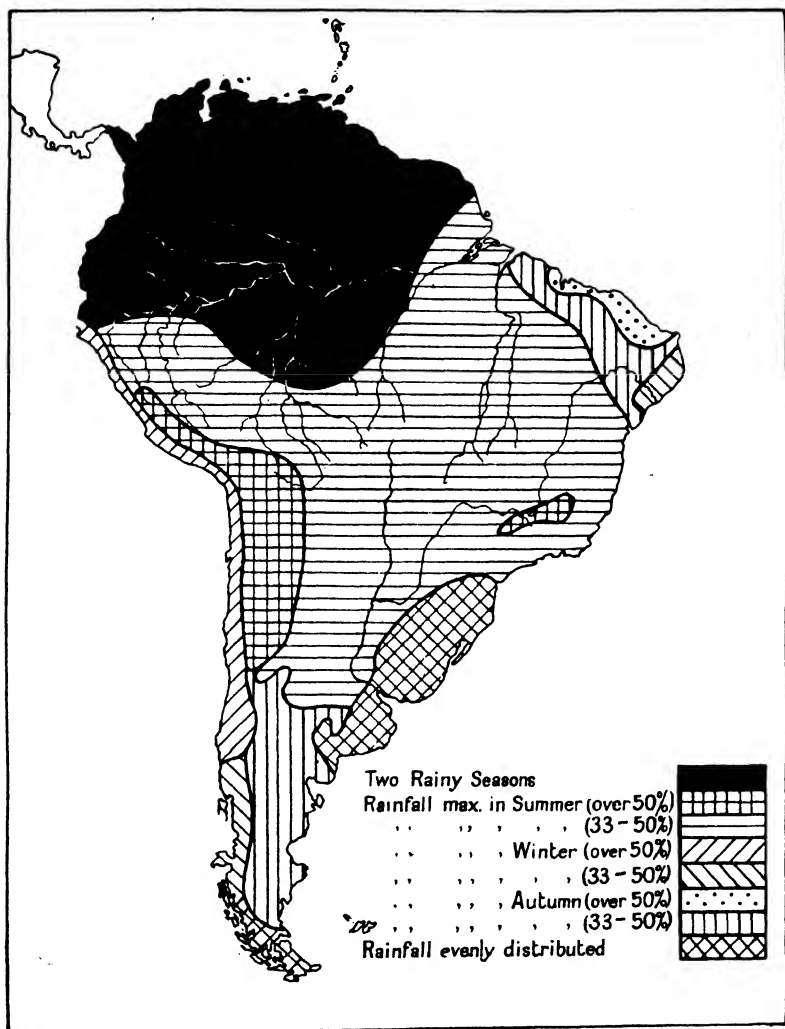 Two Rainy Seasons
Rainfall max. in Summer (over 50%)
,, ,, , , , (33-50%)
,, ,, , Winter (over 50%)
,, ,, , , , (33-50%)
,, ,, , Autumn (over 50%)
,, ,, , , , (33-50%)
Rainfall evenly distributed